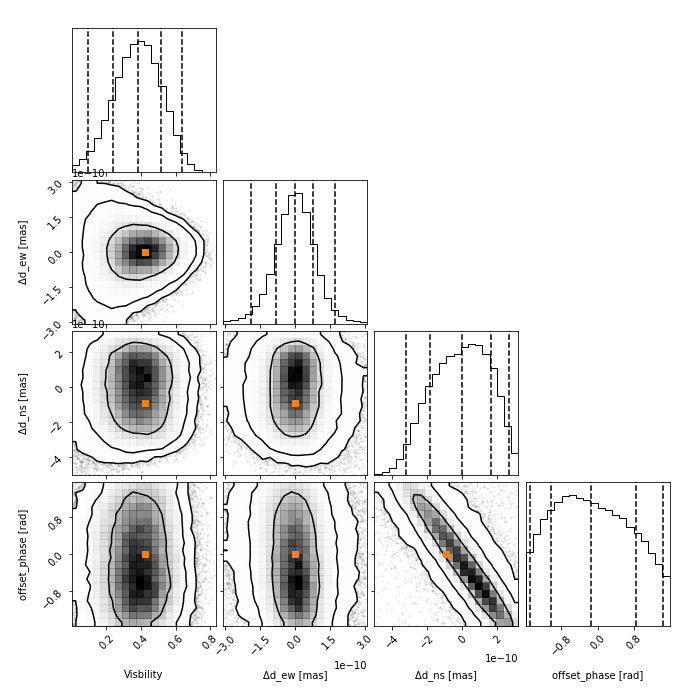 1e−10
3.0
1.5
0.0
−1.5
−3.0
Δd_ew [mas]
1e−10
2
0
−2
−4
Δd_ns [mas]
0.8
0.0
−0.8
offset_phase [rad]
0.2 0.4 0.6 0.8
Visbility
−3.0 −1.5 0.0 1.5 3.0
1e−10
Δd_ew [mas]
−4 −2 0 2
1e−10
Δd_ns [mas]
−0.8 0.0 0.8
offset_phase [rad]